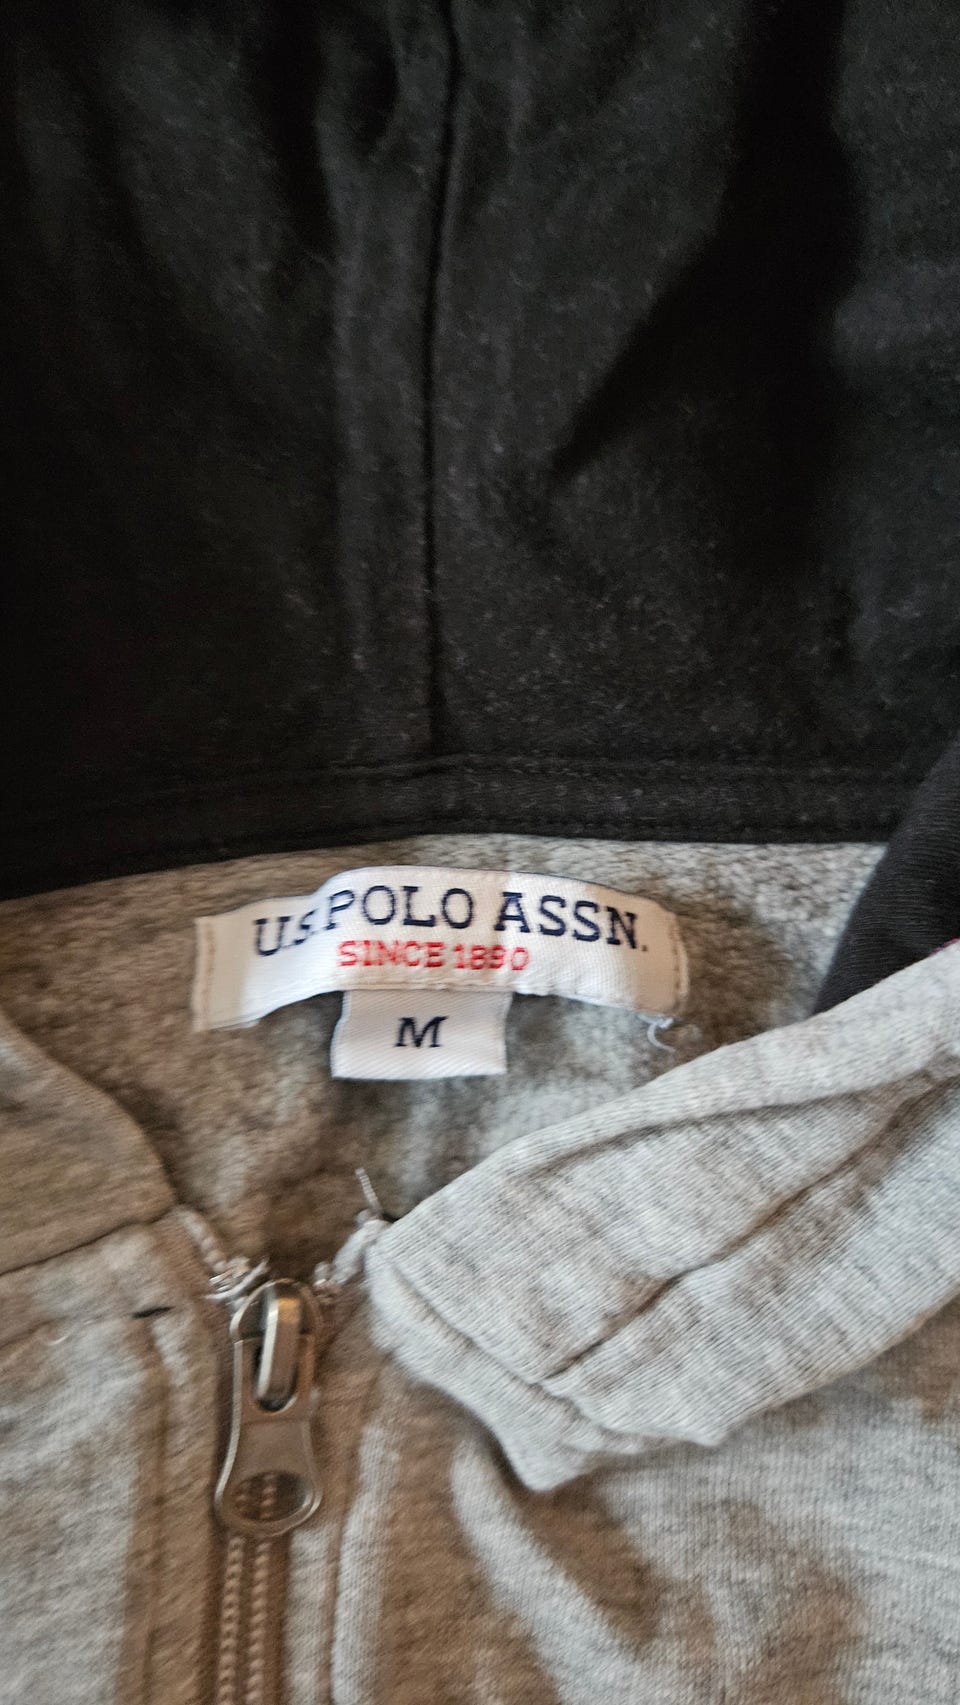 U.S. POLO ASSN.
SINCE 1890
M